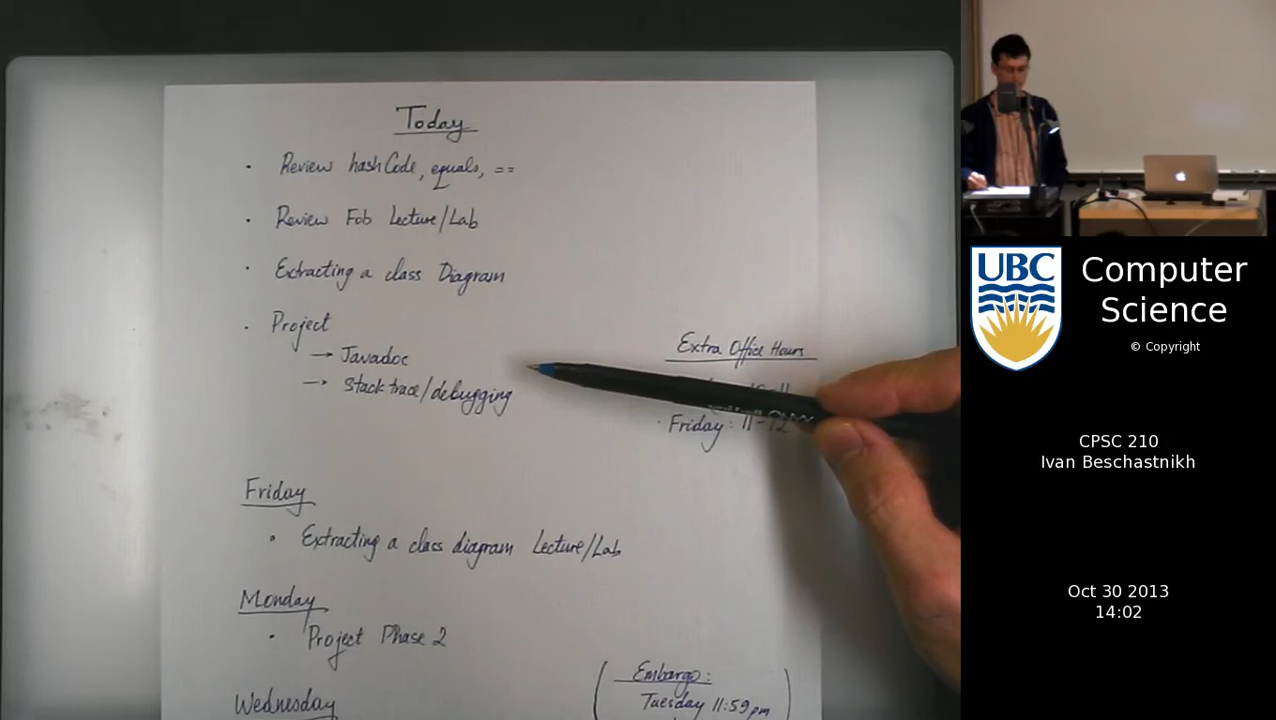 Today
· Review hashCode, equals, ==
· Review Fob Lecture/Lab
· Extracting a class Diagram
· Project
→ Javadoc
→ Stack trace/debugging
Extra Office Hours
· Friday: 11-12
Friday
· Extracting a class diagram Lecture/Lab
Monday
· Project Phase 2
Wednesday
Embargo:
Tuesday 11:59pm
UBC
Computer
Science
© Copyright
CPSC 210
Ivan Beschastnikh
Oct 30 2013
14:02